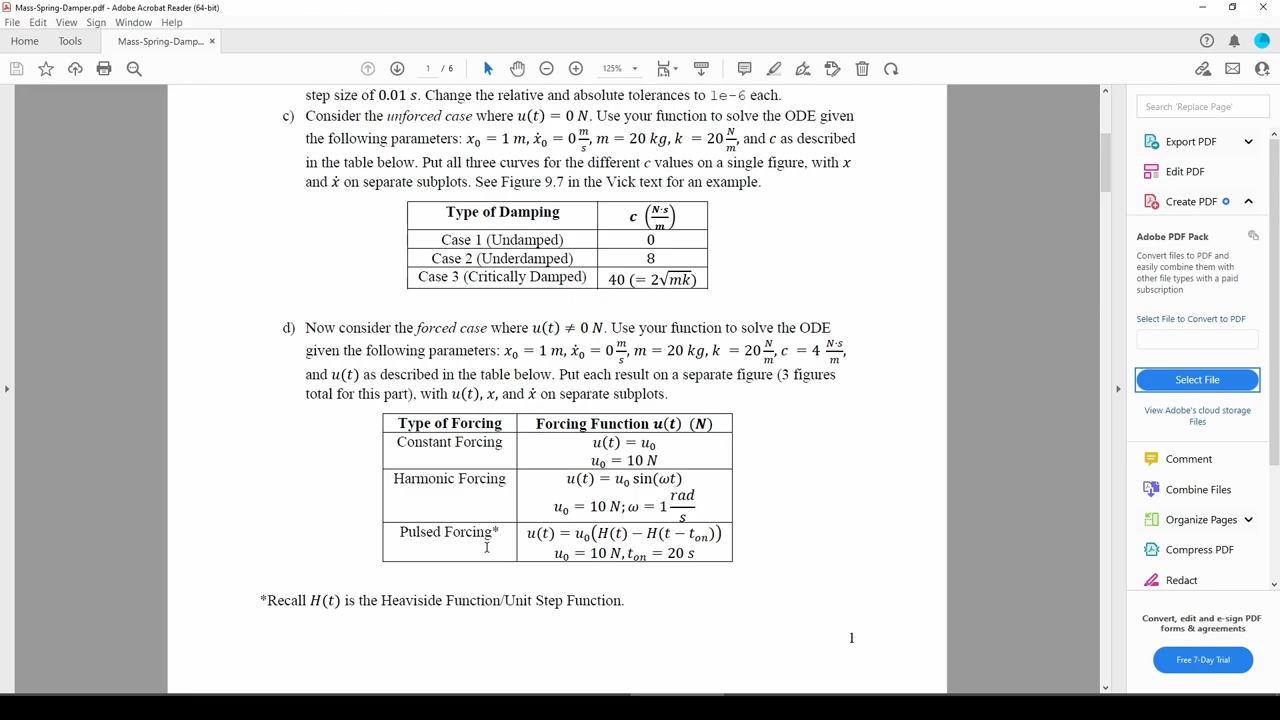 Mass-Spring-Damper.pdf - Adobe Acrobat Reader (64-bit)
File Edit View Sign Window Help
Home Tools Mass-Spring-Damp... ×
1 / 6 125%
step size of 0.01 s. Change the relative and absolute tolerances to 1e-6 each.
c) Consider the unforced case where u(t) = 0 N. Use your function to solve the ODE given
the following parameters: x₀ = 1 m, ẋ₀ = 0 m/s, m = 20 kg, k = 20 N/m, and c as described
in the table below. Put all three curves for the different c values on a single figure, with x
and ẋ on separate subplots. See Figure 9.7 in the Vick text for an example.
Type of Damping c (N·s/m)
Case 1 (Undamped) 0
Case 2 (Underdamped) 8
Case 3 (Critically Damped) 40 (= 2√mk)
d) Now consider the forced case where u(t) ≠ 0 N. Use your function to solve the ODE
given the following parameters: x₀ = 1 m, ẋ₀ = 0 m/s, m = 20 kg, k = 20 N/m, c = 4 N·s/m,
and u(t) as described in the table below. Put each result on a separate figure (3 figures
total for this part), with u(t), x, and ẋ on separate subplots.
Type of Forcing Forcing Function u(t) (N)
Constant Forcing u(t) = u₀
u₀ = 10 N
Harmonic Forcing u(t) = u₀ sin(ωt)
u₀ = 10 N; ω = 1 rad/s
Pulsed Forcing* u(t) = u₀(H(t) − H(t − tₒₙ))
u₀ = 10 N, tₒₙ = 20 s
*Recall H(t) is the Heaviside Function/Unit Step Function.
1
Search 'Replace Page'
Export PDF
Edit PDF
Create PDF
Adobe PDF Pack
Convert files to PDF and
easily combine them with
other file types with a paid
subscription
Select File to Convert to PDF
Select File
View Adobe's cloud storage
Files
Comment
Combine Files
Organize Pages
Compress PDF
Redact
Convert, edit and e-sign PDF
forms & agreements
Free 7-Day Trial